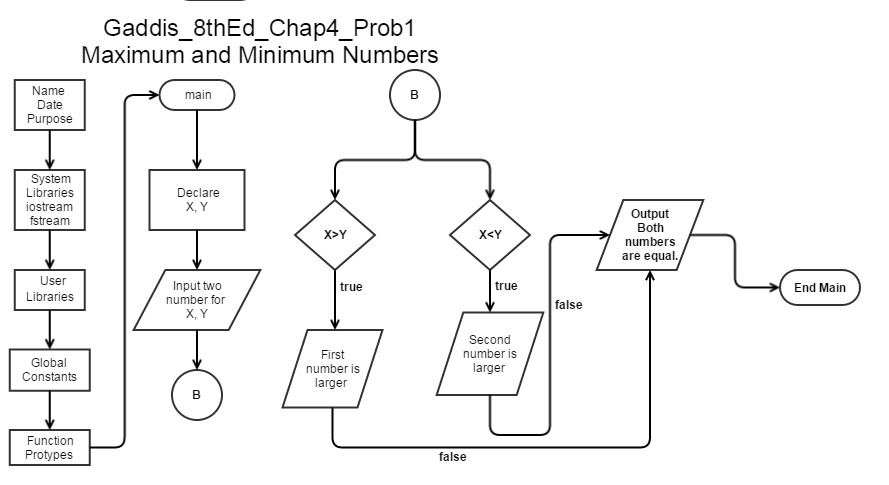 Gaddis_8thEd_Chap4_Prob1
Maximum and Minimum Numbers
Name
Date
Purpose
System
Libraries
iostream
fstream
User
Libraries
Global
Constants
Function
Protypes
main
Declare
X, Y
Input two
number for
X, Y
B
B
X>Y
true
First
number is
larger
X<Y
true
Second
number is
larger
false
false
Output
Both
numbers
are equal.
End Main